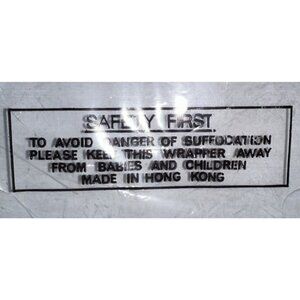 SAFETY FIRST
TO AVOID DANGER OF SUFFOCATION
PLEASE KEEP THIS WRAPPER AWAY
FROM BABIES AND CHILDREN
MADE IN HONG KONG